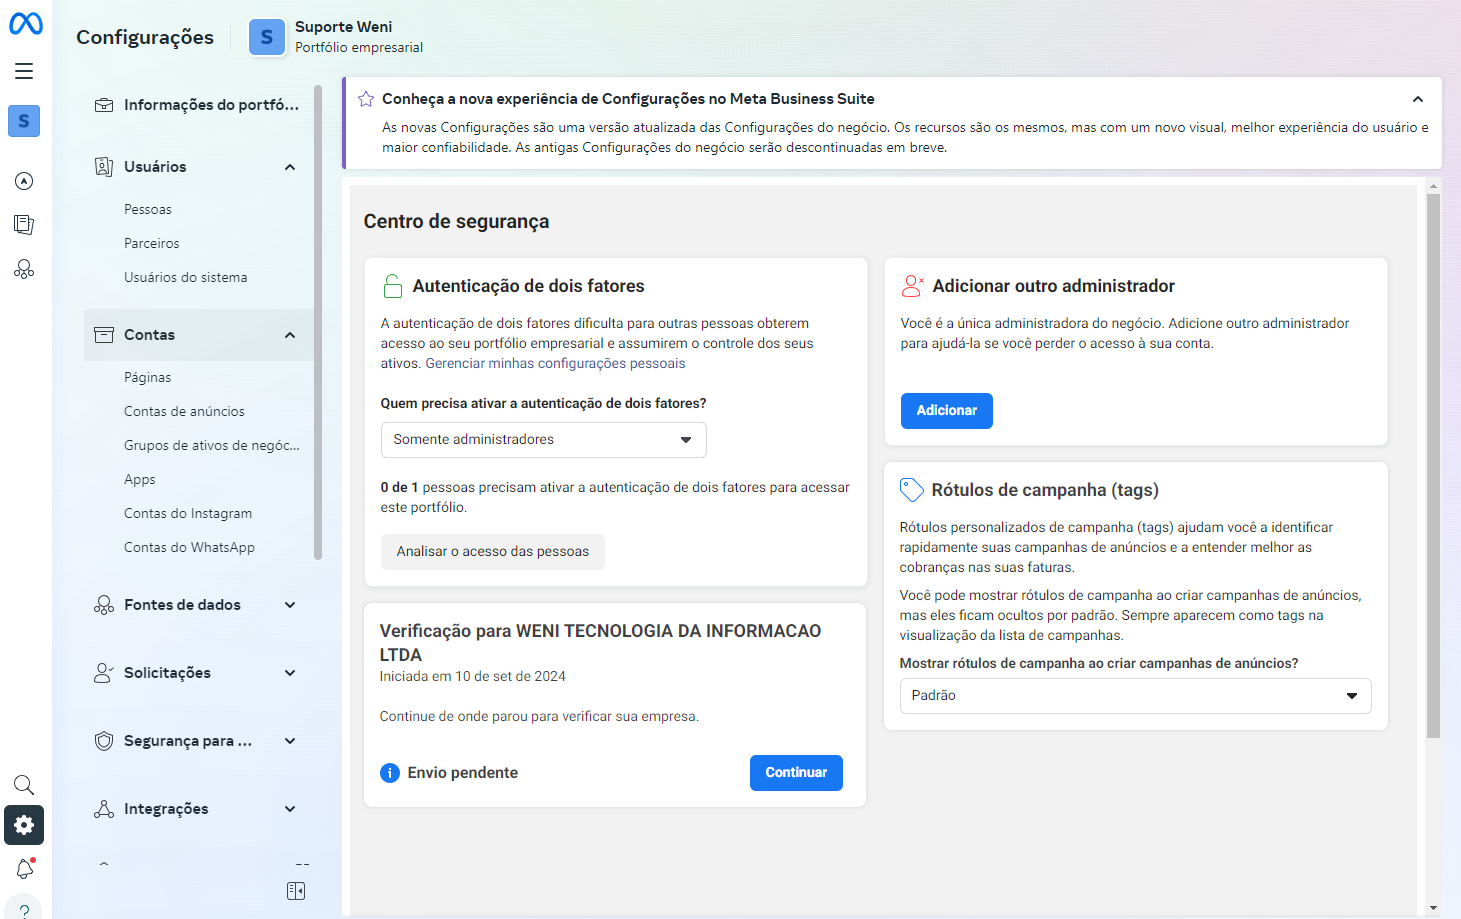 Configurações
S
Suporte Weni
Portfólio empresarial
S
Informações do portfó...
Usuários
Pessoas
Parceiros
Usuários do sistema
Contas
Páginas
Contas de anúncios
Grupos de ativos de negóc...
Apps
Contas do Instagram
Contas do WhatsApp
Fontes de dados
Solicitações
Segurança para ...
Integrações
?
Conheça a nova experiência de Configurações no Meta Business Suite
As novas Configurações são uma versão atualizada das Configurações do negócio. Os recursos são os mesmos, mas com um novo visual, melhor experiência do usuário e
maior confiabilidade. As antigas Configurações do negócio serão descontinuadas em breve.
Centro de segurança
Autenticação de dois fatores
A autenticação de dois fatores dificulta para outras pessoas obterem
acesso ao seu portfólio empresarial e assumirem o controle dos seus
ativos. Gerenciar minhas configurações pessoais
Quem precisa ativar a autenticação de dois fatores?
Somente administradores
0 de 1 pessoas precisam ativar a autenticação de dois fatores para acessar
este portfólio.
Analisar o acesso das pessoas
Verificação para WENI TECNOLOGIA DA INFORMACAO
LTDA
Iniciada em 10 de set de 2024
Continue de onde parou para verificar sua empresa.
Envio pendente
Continuar
Adicionar outro administrador
Você é a única administradora do negócio. Adicione outro administrador
para ajudá-la se você perder o acesso à sua conta.
Adicionar
Rótulos de campanha (tags)
Rótulos personalizados de campanha (tags) ajudam você a identificar
rapidamente suas campanhas de anúncios e a entender melhor as
cobranças nas suas faturas.
Você pode mostrar rótulos de campanha ao criar campanhas de anúncios,
mas eles ficam ocultos por padrão. Sempre aparecem como tags na
visualização da lista de campanhas.
Mostrar rótulos de campanha ao criar campanhas de anúncios?
Padrão